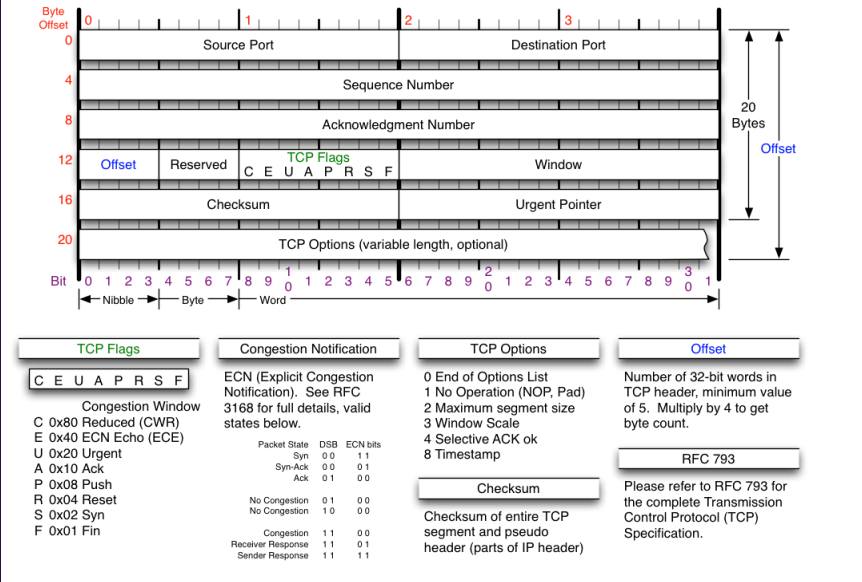 Byte
Offset
0 1 2 3
0 Source Port Destination Port
4 Sequence Number
8 Acknowledgment Number
12 Offset Reserved TCP Flags Window
C E U A P R S F
16 Checksum Urgent Pointer
20 TCP Options (variable length, optional)
20
Bytes
Offset
Bit 0 1 2 3 4 5 6 7 8 9 10 1 2 3 4 5 6 7 8 9 20 1 2 3 4 5 6 7 8 9 30 1
Nibble Byte Word
TCP Flags
C E U A P R S F
Congestion Window
C 0x80 Reduced (CWR)
E 0x40 ECN Echo (ECE)
U 0x20 Urgent
A 0x10 Ack
P 0x08 Push
R 0x04 Reset
S 0x02 Syn
F 0x01 Fin
Congestion Notification
ECN (Explicit Congestion
Notification). See RFC
3168 for full details, valid
states below.
Packet State DSB ECN bits
Syn 0 0 1 1
Syn-Ack 0 0 0 1
Ack 0 1 0 0
No Congestion 0 1 0 0
No Congestion 1 0 0 0
Congestion 1 1 0 0
Receiver Response 1 1 0 1
Sender Response 1 1 1 1
TCP Options
0 End of Options List
1 No Operation (NOP, Pad)
2 Maximum segment size
3 Window Scale
4 Selective ACK ok
8 Timestamp
Checksum
Checksum of entire TCP
segment and pseudo
header (parts of IP header)
Offset
Number of 32-bit words in
TCP header, minimum value
of 5. Multiply by 4 to get
byte count.
RFC 793
Please refer to RFC 793 for
the complete Transmission
Control Protocol (TCP)
Specification.